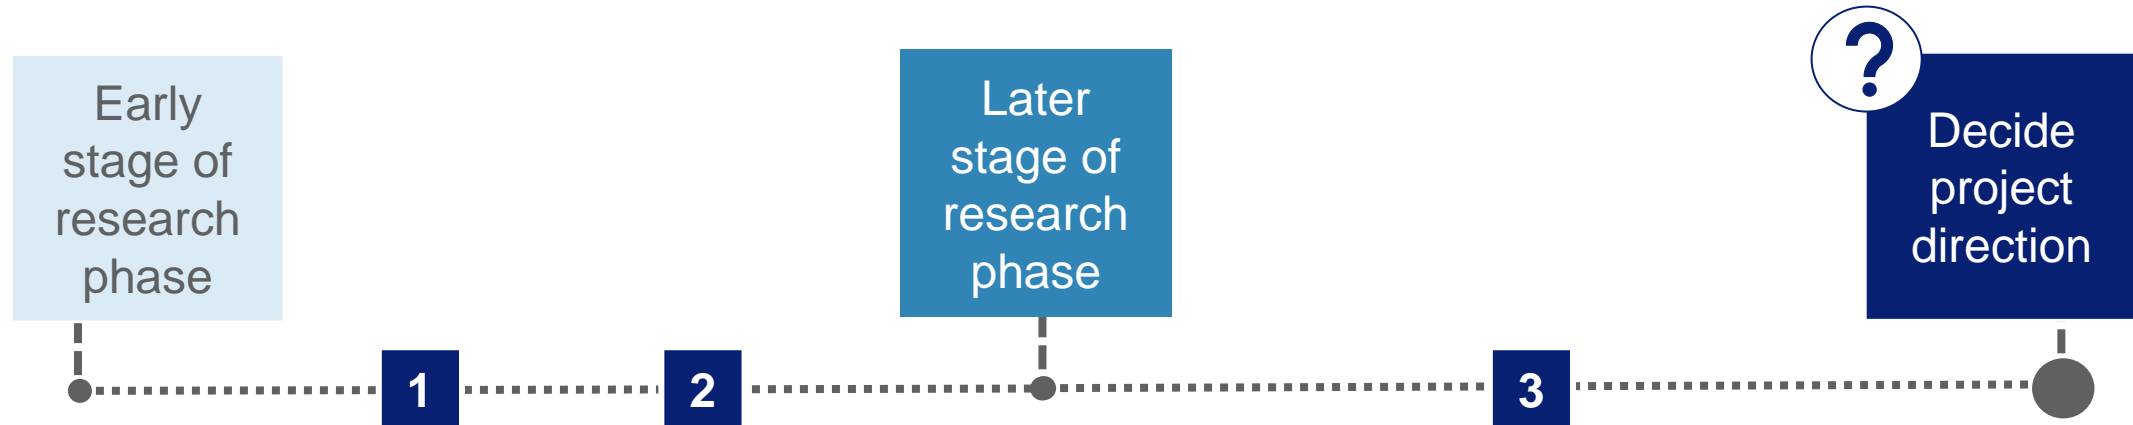 Early
stage of
research
phase
Later
stage of
research
phase
?
Decide
project
direction
1
2
3